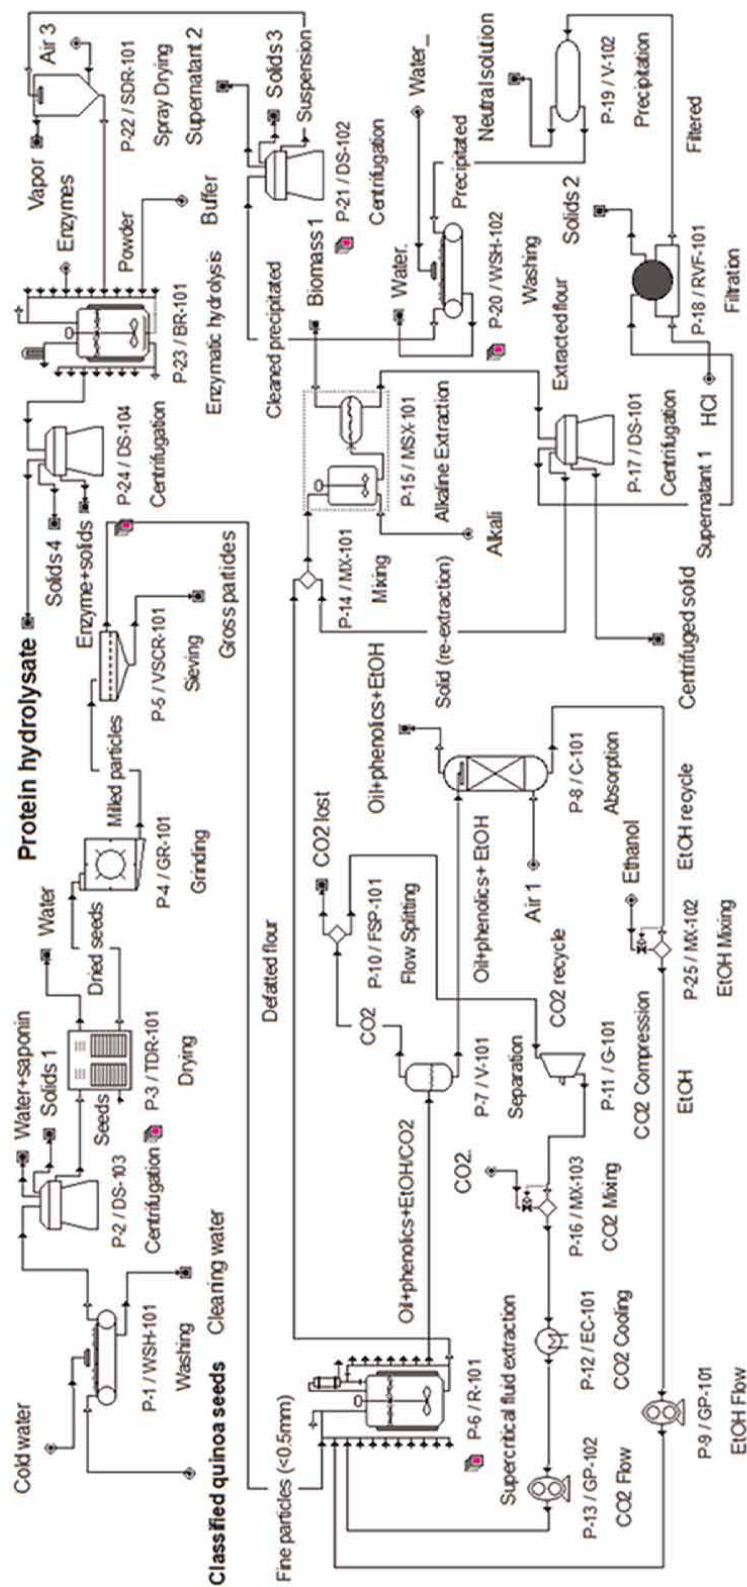 Cold water
Classified quinoa seeds
P-1 / WSH-101
Washing
Cleaning water
Water+saponin
Solids 1
P-2 / DS-103
Centrifugation
Seeds
P-3 / TDR-101
Drying
Water
Dried seeds
P-4 / GR-101
Grinding
Milled particles
P-5 / VSCR-101
Sieving
Gross partides
Protein hydrolysate
Solids 4
Enzyme+solids
P-24 / DS-104
Centrifugation
P-23 / BR-101
Enzymatic hydrolysis
Enzymes
Powder
Buffer
Vapor
Air 3
P-22 / SDR-101
Spray Drying
Fine particles (<0.5mm)
P-6 / R-101
Supercritical fluid extraction
Defatted flour
Oil+phenolics+EtOH/CO2
P-7 / V-101
Separation
CO2
CO2 lost
P-10 / FSP-101
Flow Splitting
Oil+phenolics+ EtOH
Oil+phenolics+EtOH
P-8 / C-101
Absorption
Air 1
CO2 recycle
P-11 / G-101
CO2 Compression
CO2.
P-16 / MX-103
CO2 Mixing
P-12 / EC-101
CO2 Cooling
P-13 / GP-102
CO2 Flow
P-9 / GP-101
EtOH Flow
EtOH
Ethanol
P-25 / MX-102
EtOH Mixing
EtOH recycle
P-14 / MX-101
Mixing
Solid (re-extraction)
Alkali
P-15 / MSX-101
Alkaline Extraction
Biomass 1
Extracted flour
P-17 / DS-101
Centrifugation
Centrifuged solid
Supernatant 1
HCl
P-18 / RVF-101
Filtration
Solids 2
Filtered
P-19 / V-102
Precipitation
Neutral solution
Precipitated
Water_
Water.
P-20 / WSH-102
Washing
Cleaned precipitated
P-21 / DS-102
Centrifugation
Supernatant 2
Solids 3
Suspension